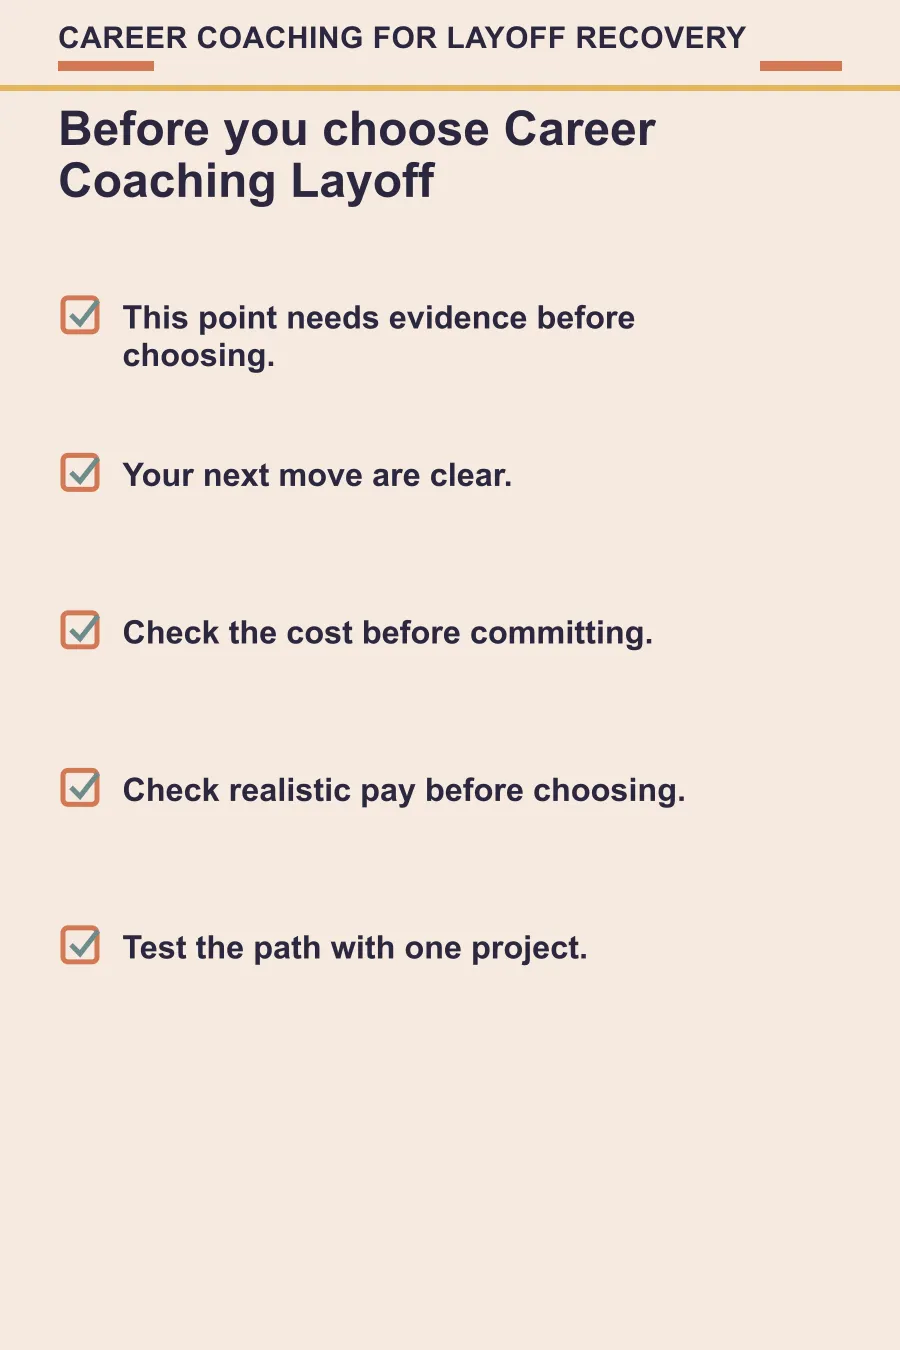 CAREER COACHING FOR LAYOFF RECOVERY
Before you choose Career
Coaching Layoff
This point needs evidence before
choosing.
Your next move are clear.
Check the cost before committing.
Check realistic pay before choosing.
Test the path with one project.